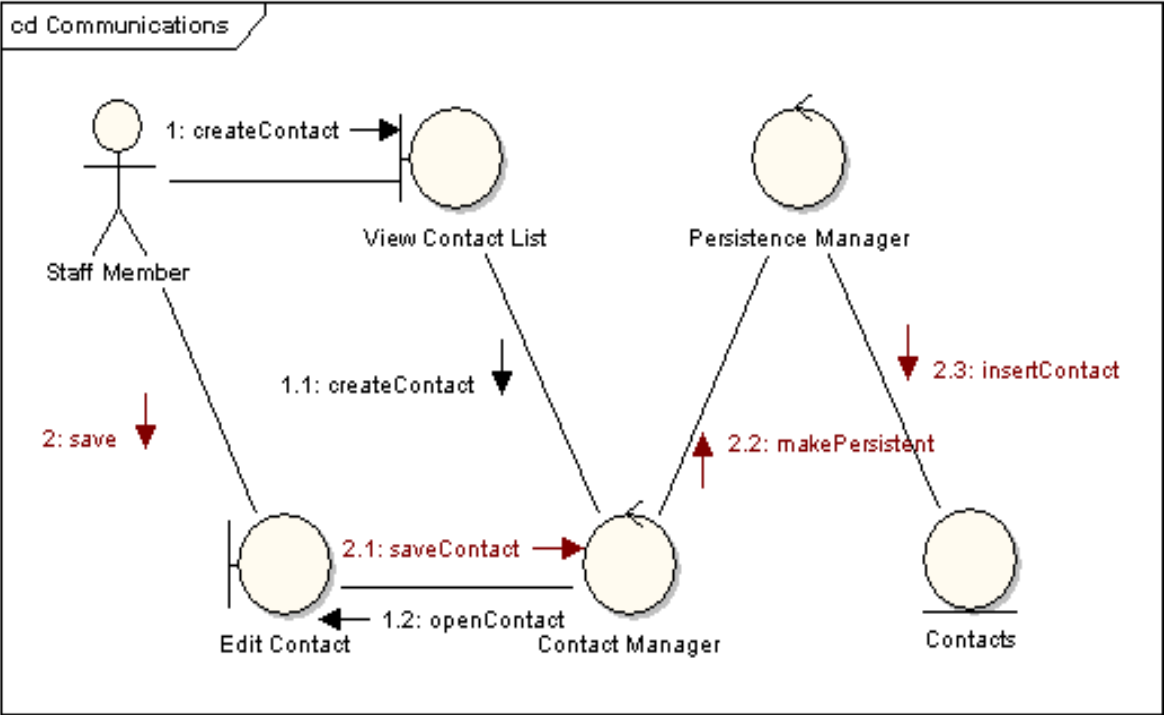 cd Communications
1: createContact
View Contact List
Persistence Manager
Staff Member
1.1: createContact
2.3: insertContact
2: save
2.2: makePersistent
2.1: saveContact
1.2: openContact
Edit Contact
Contact Manager
Contacts